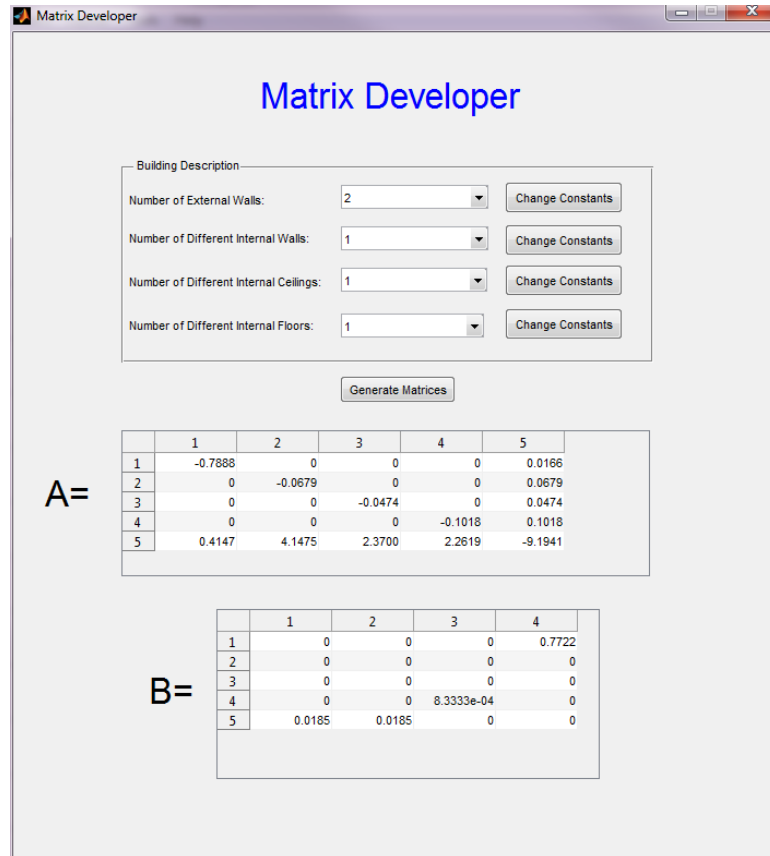 Matrix Developer
Matrix Developer
Building Description
Number of External Walls: 2 Change Constants
Number of Different Internal Walls: 1 Change Constants
Number of Different Internal Ceilings: 1 Change Constants
Number of Different Internal Floors: 1 Change Constants
Generate Matrices
A=
1 2 3 4 5
1 -0.7888 0 0 0 0.0166
2 0 -0.0679 0 0 0.0679
3 0 0 -0.0474 0 0.0474
4 0 0 0 -0.1018 0.1018
5 0.4147 4.1475 2.3700 2.2619 -9.1941
B=
1 2 3 4
1 0 0 0 0.7722
2 0 0 0 0
3 0 0 0 0
4 0 0 8.3333e-04 0
5 0.0185 0.0185 0 0